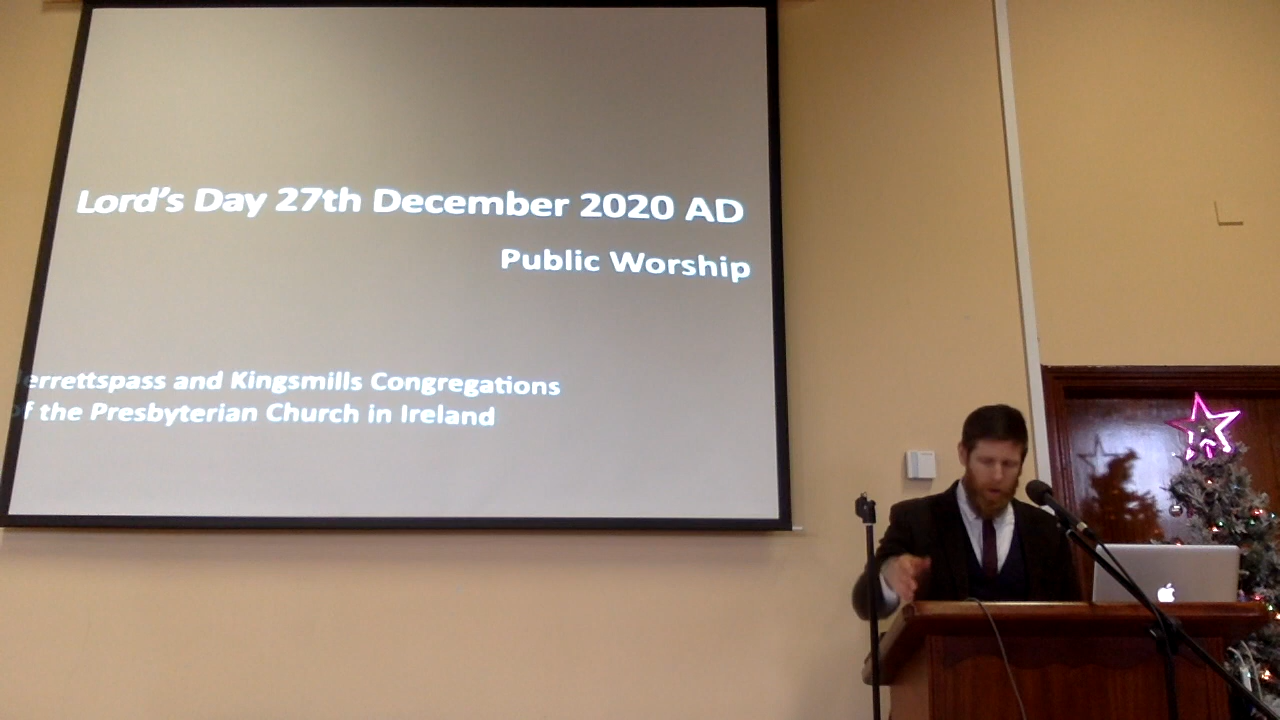 Lord's Day 27th December 2020 AD
Public Worship
errettspass and Kingsmills Congregations
f the Presbyterian Church in Ireland